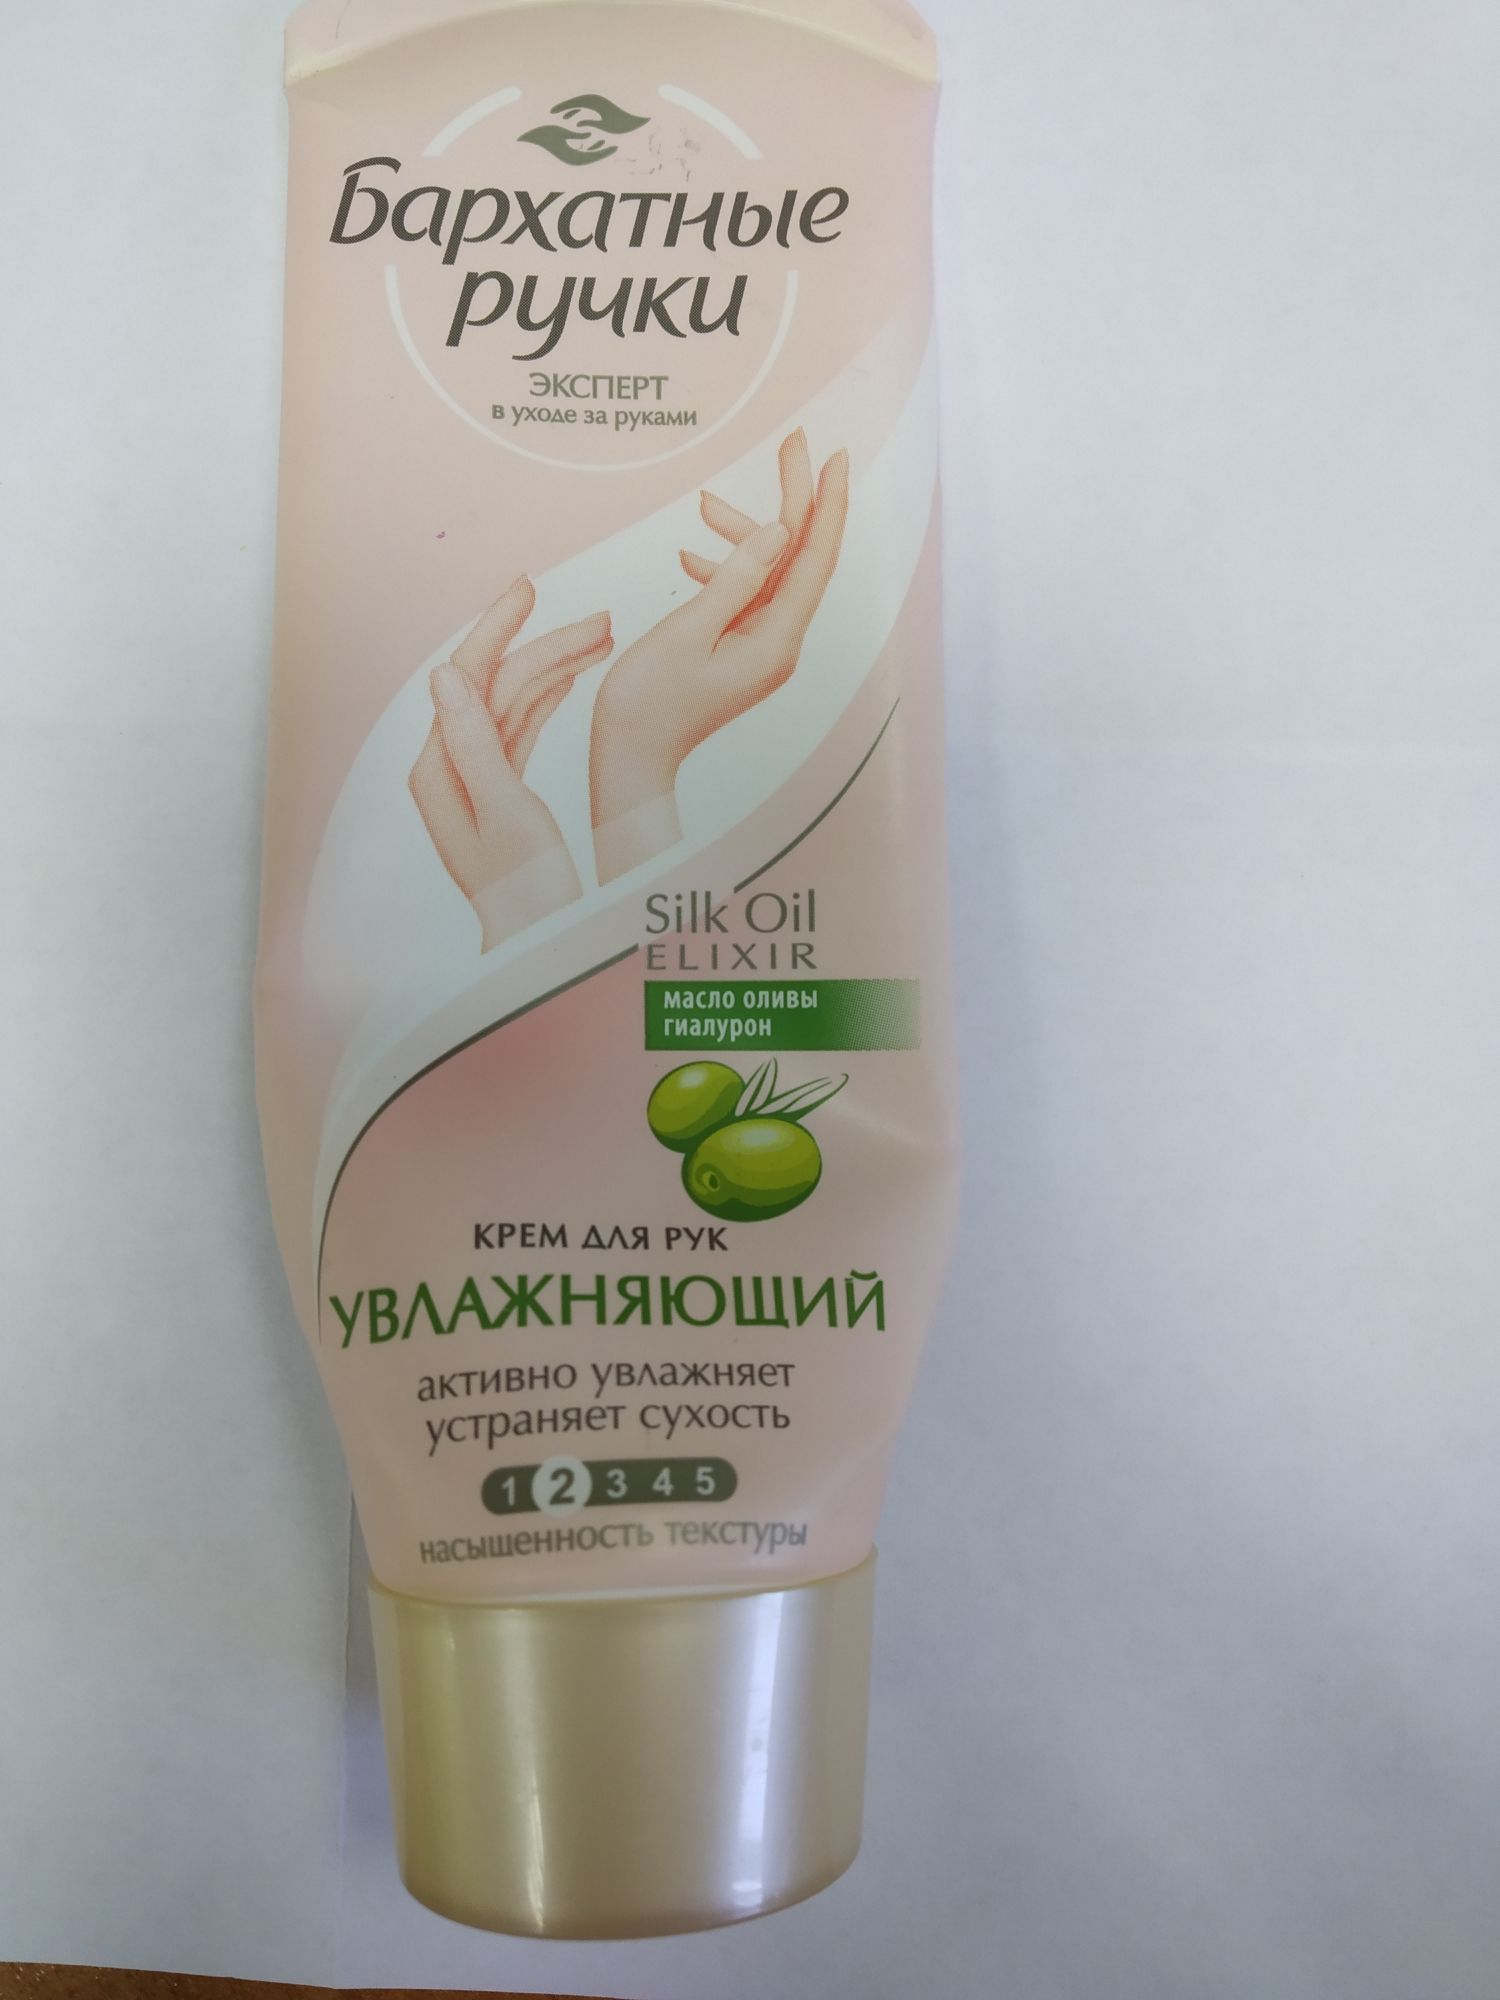 Бархатные
ручки
ЭКСПЕРТ
в уходе за руками
Silk Oil
ELIXIR
масло оливы
гиалурон
КРЕМ ДЛЯ РУК
УВЛАЖНЯЮЩИЙ
активно увлажняет
устраняет сухость
1 2 3 4 5
насыщенность текстуры